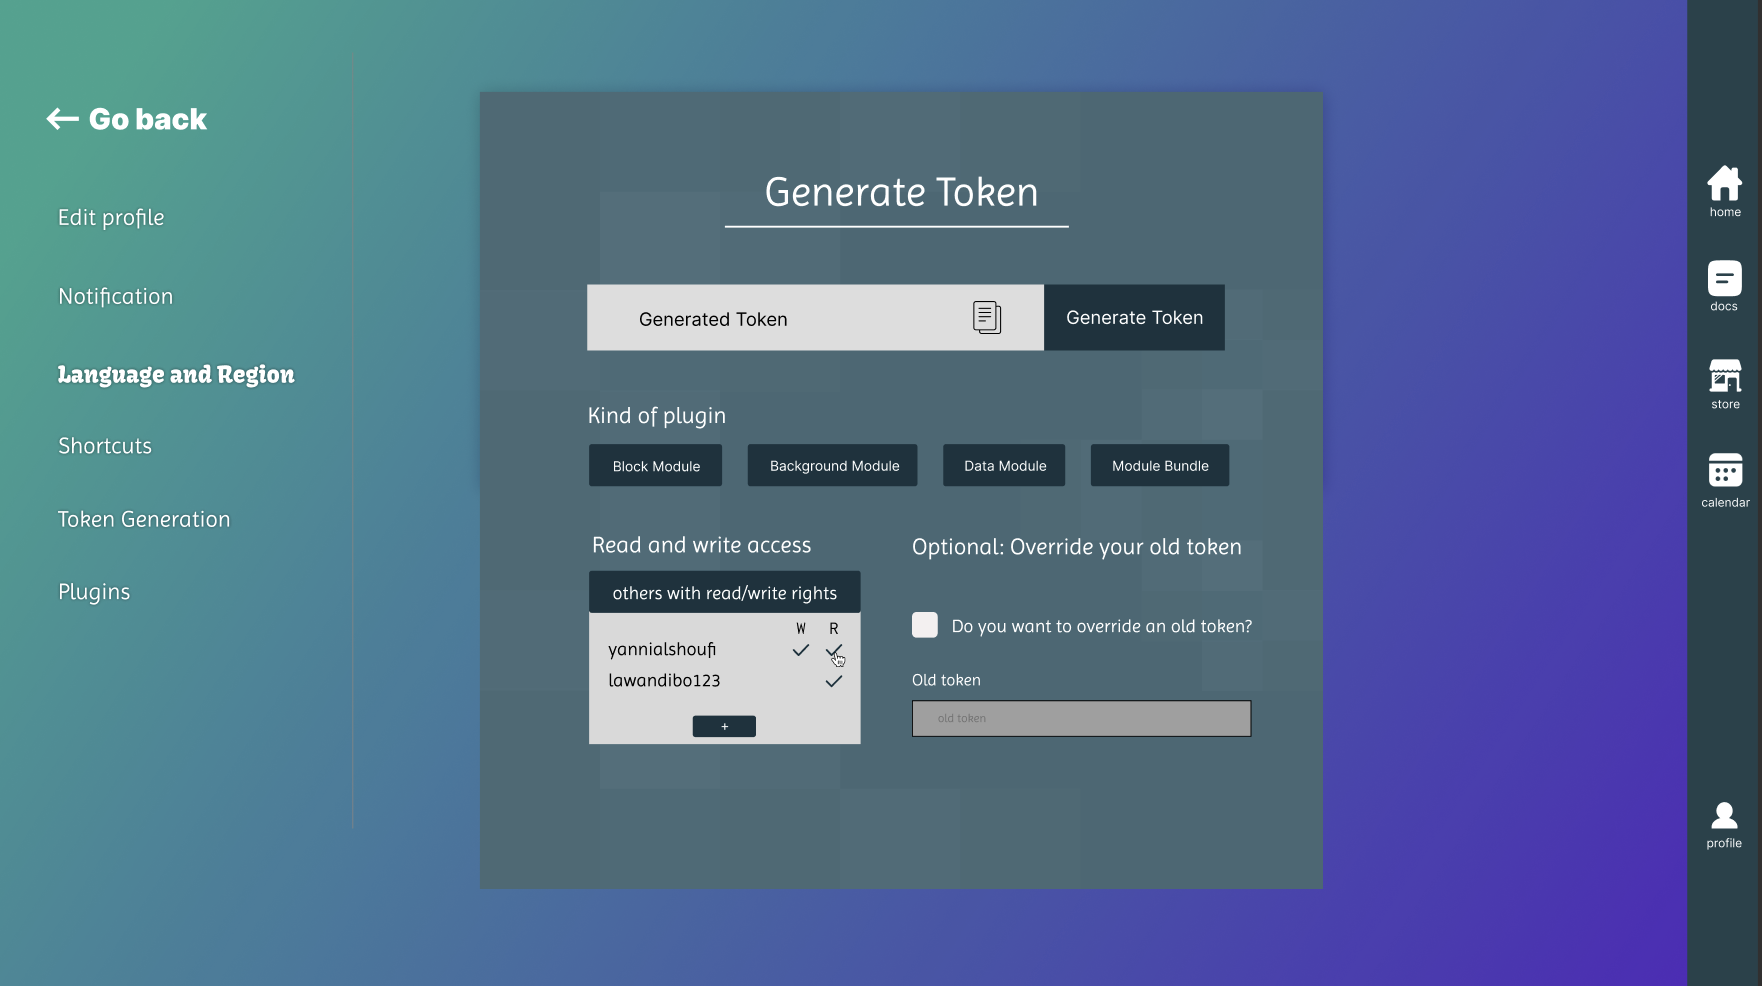 Go back
Edit profile
Notification
Language and Region
Shortcuts
Token Generation
Plugins
Generate Token
Generated Token
Generate Token
Kind of plugin
Block Module
Background Module
Data Module
Module Bundle
Read and write access
others with read/write rights
W R
yannialshoufi
lawandibo123
+
Optional: Override your old token
Do you want to override an old token?
Old token
old token
home
docs
store
calendar
profile